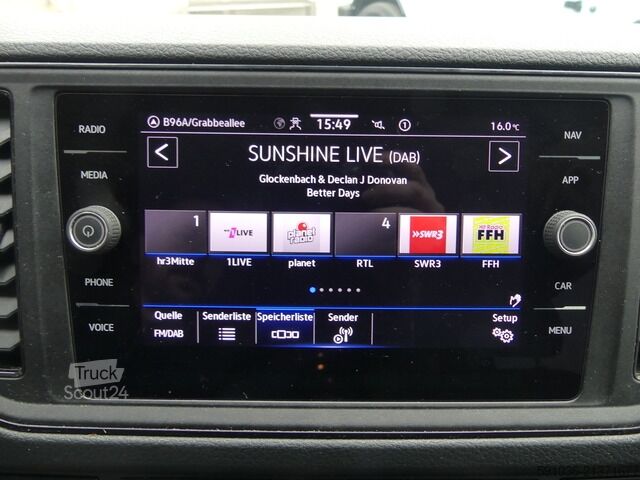 RADIO
MEDIA
PHONE
VOICE
B96A/Grabbeallee
15:49
16.0°C
SUNSHINE LIVE (DAB)
Glockenbach & Declan J Donovan
Better Days
1
hr3Mitte
1LIVE
1LIVE
planet radio
planet
4
RTL
SWR3
SWR3
HIT RADIO
FFH
FFH
Quelle
FM/DAB
Senderliste
Speicherliste
Sender
Setup
NAV
APP
CAR
MENU
Truck
Scout24